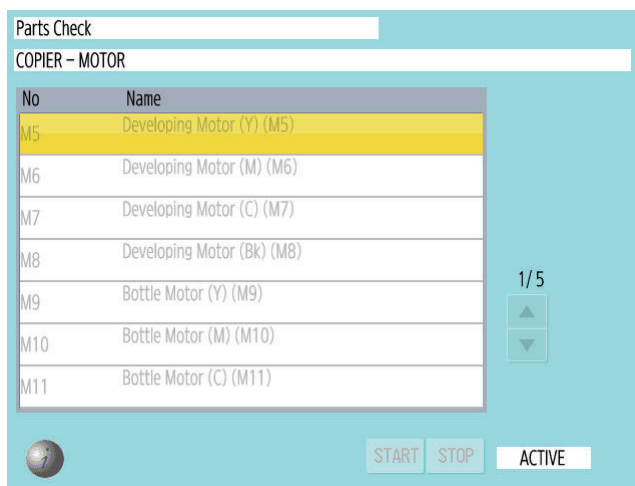 Parts Check
COPIER – MOTOR
No Name
M5 Developing Motor (Y) (M5)
M6 Developing Motor (M) (M6)
M7 Developing Motor (C) (M7)
M8 Developing Motor (Bk) (M8)
M9 Bottle Motor (Y) (M9)
M10 Bottle Motor (M) (M10)
M11 Bottle Motor (C) (M11)
1/5
i
START STOP ACTIVE